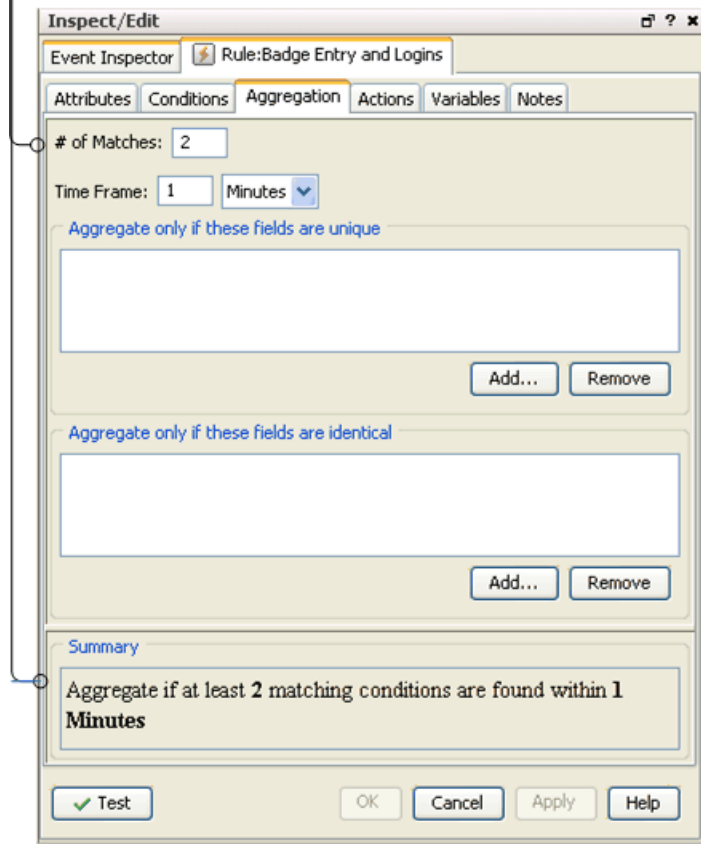 Inspect/Edit ?
Event Inspector Rule:Badge Entry and Logins
Attributes Conditions Aggregation Actions Variables Notes
# of Matches: 2
Time Frame: 1 Minutes
Aggregate only if these fields are unique
Add... Remove
Aggregate only if these fields are identical
Add... Remove
Summary
Aggregate if at least 2 matching conditions are found within 1
Minutes
Test OK Cancel Apply Help